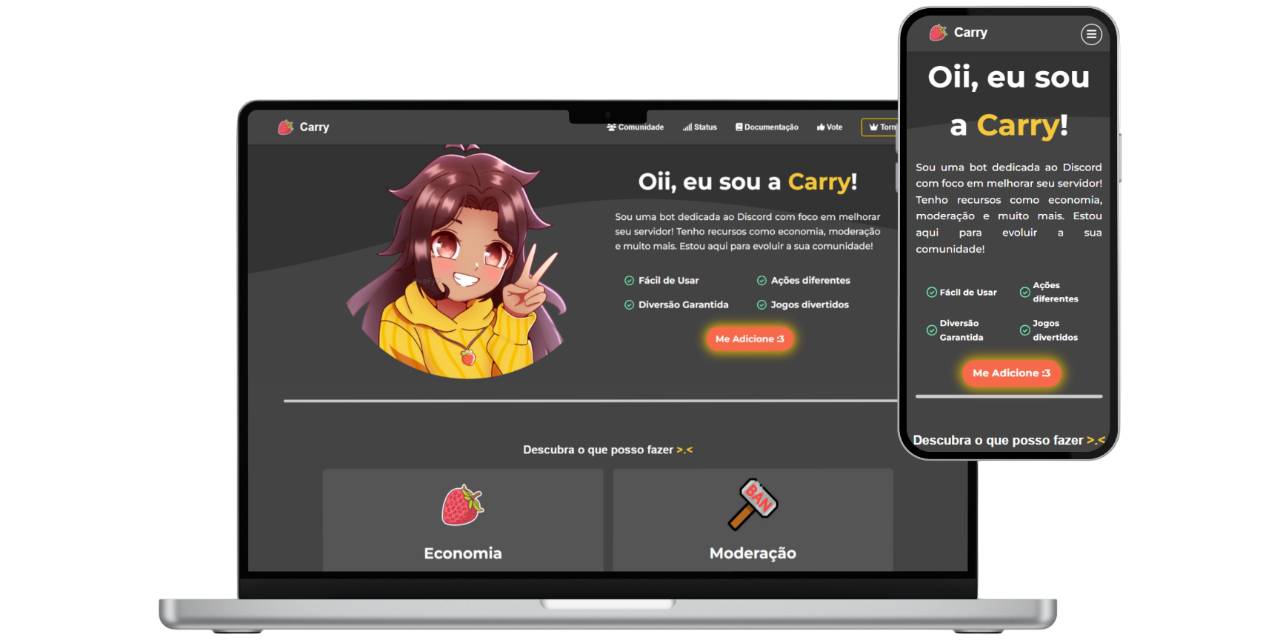 Carry
Comunidade
Status
Documentação
Vote
Oii, eu sou a Carry!
Sou uma bot dedicada ao Discord com foco em melhorar
seu servidor! Tenho recursos como economia, moderação
e muito mais. Estou aqui para evoluir a sua comunidade!
Fácil de Usar
Ações diferentes
Diversão Garantida
Jogos divertidos
Me Adicione :3
Descubra o que posso fazer >.<
BAN
Economia
Moderação
Carry
Oii, eu sou
a Carry!
Sou uma bot dedicada ao Discord
com foco em melhorar seu servidor!
Tenho recursos como economia,
moderação e muito mais. Estou
aqui para evoluir a sua
comunidade!
Fácil de Usar
Ações
diferentes
Diversão
Garantida
Jogos
divertidos
Me Adicione :3
Descubra o que posso fazer >.<